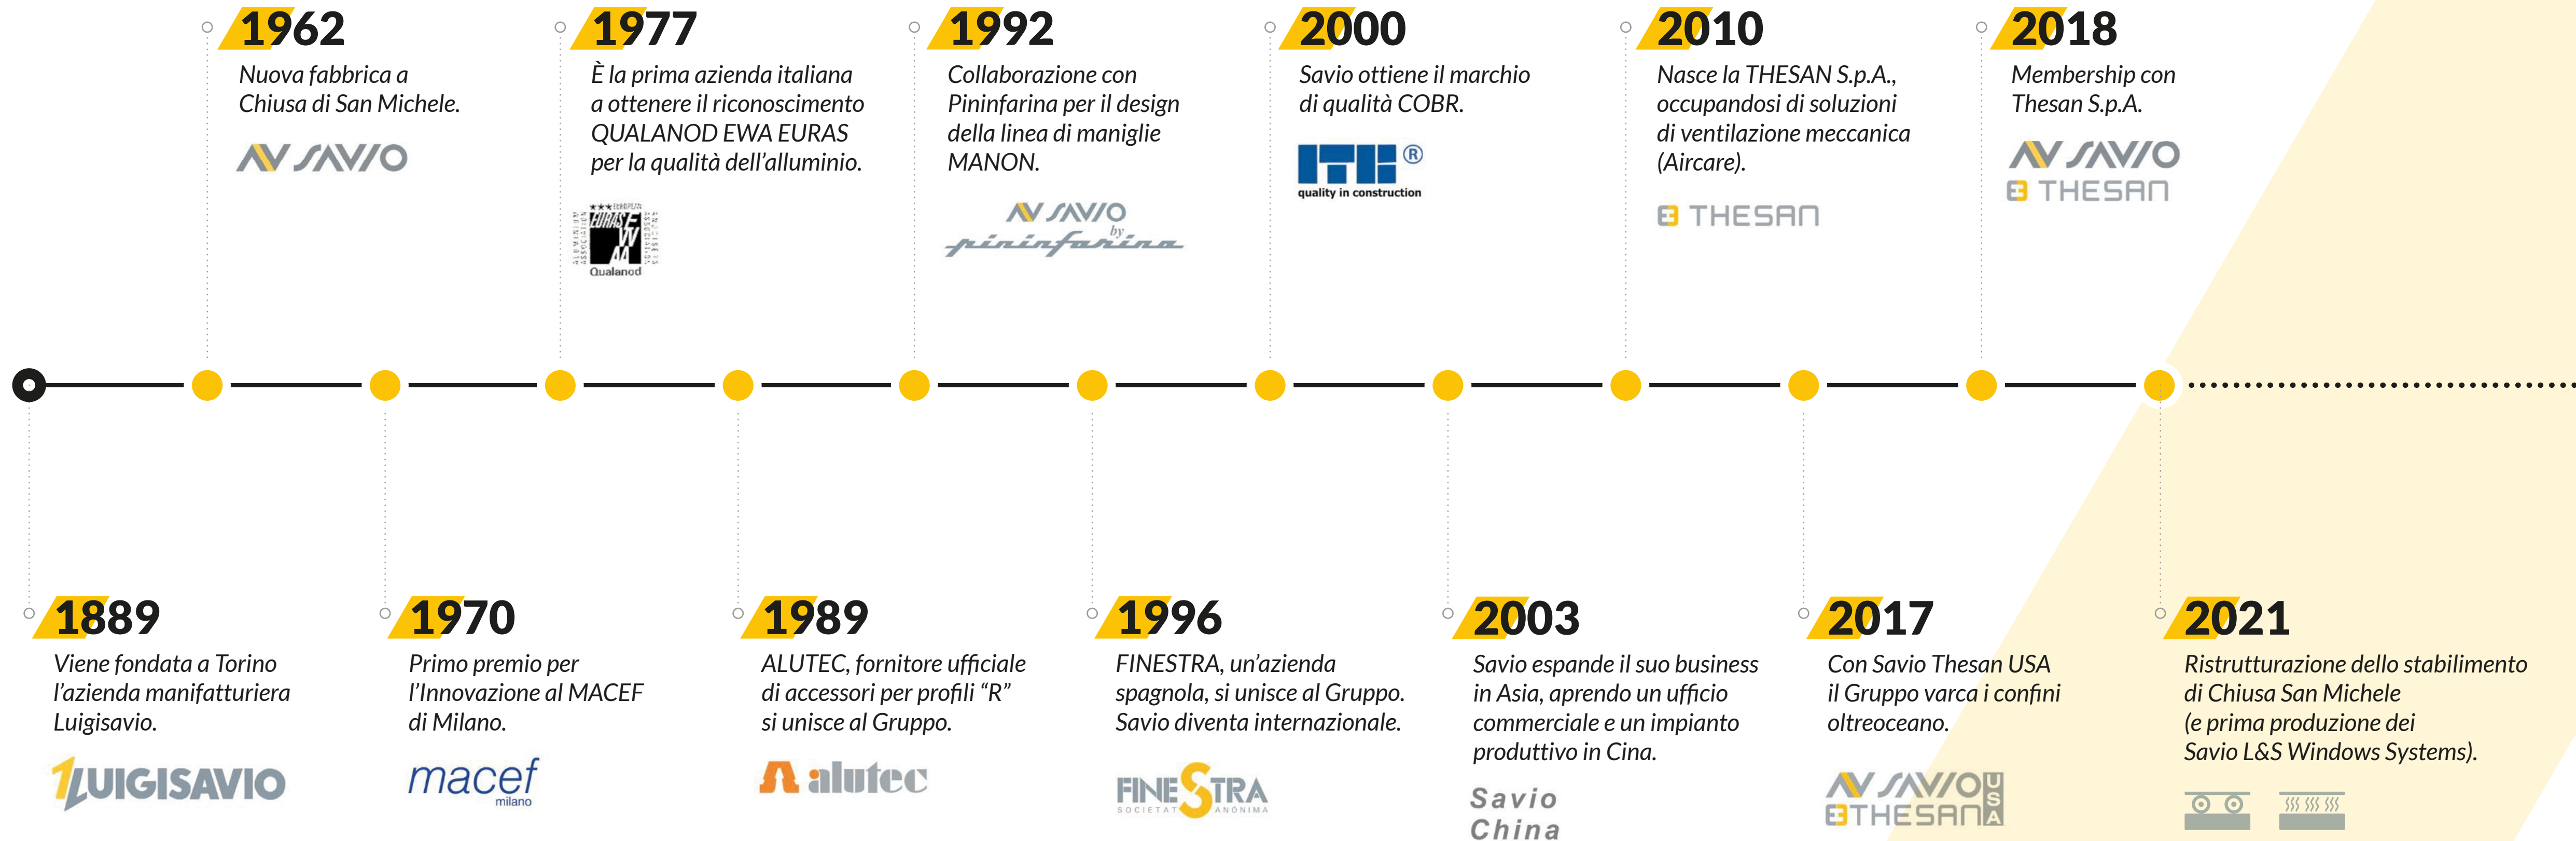 1962
Nuova fabbrica a
Chiusa di San Michele.
SAVIO
1977
È la prima azienda italiana
a ottenere il riconoscimento
QUALANOD EWA EURAS
per la qualità dell’alluminio.
EURAS
EWAA
Qualanod
1992
Collaborazione con
Pininfarina per il design
della linea di maniglie
MANON.
SAVIO
by
pininfarina
2000
Savio ottiene il marchio
di qualità COBR.
®
quality in construction
2010
Nasce la THESAN S.p.A.,
occupandosi di soluzioni
di ventilazione meccanica
(Aircare).
THESAN
2018
Membership con
Thesan S.p.A.
SAVIO
THESAN
1889
Viene fondata a Torino
l’azienda manifatturiera
Luigisavio.
LUIGISAVIO
1970
Primo premio per
l’Innovazione al MACEF
di Milano.
macef
milano
1989
ALUTEC, fornitore ufficiale
di accessori per profili “R”
si unisce al Gruppo.
alutec
1996
FINESTRA, un’azienda
spagnola, si unisce al Gruppo.
Savio diventa internazionale.
FINESTRA
SOCIETAT ANÒNIMA
2003
Savio espande il suo business
in Asia, aprendo un ufficio
commerciale e un impianto
produttivo in Cina.
Savio
China
2017
Con Savio Thesan USA
il Gruppo varca i confini
oltreoceano.
SAVIO
THESAN
USA
2021
Ristrutturazione dello stabilimento
di Chiusa San Michele
(e prima produzione dei
Savio L&S Windows Systems).